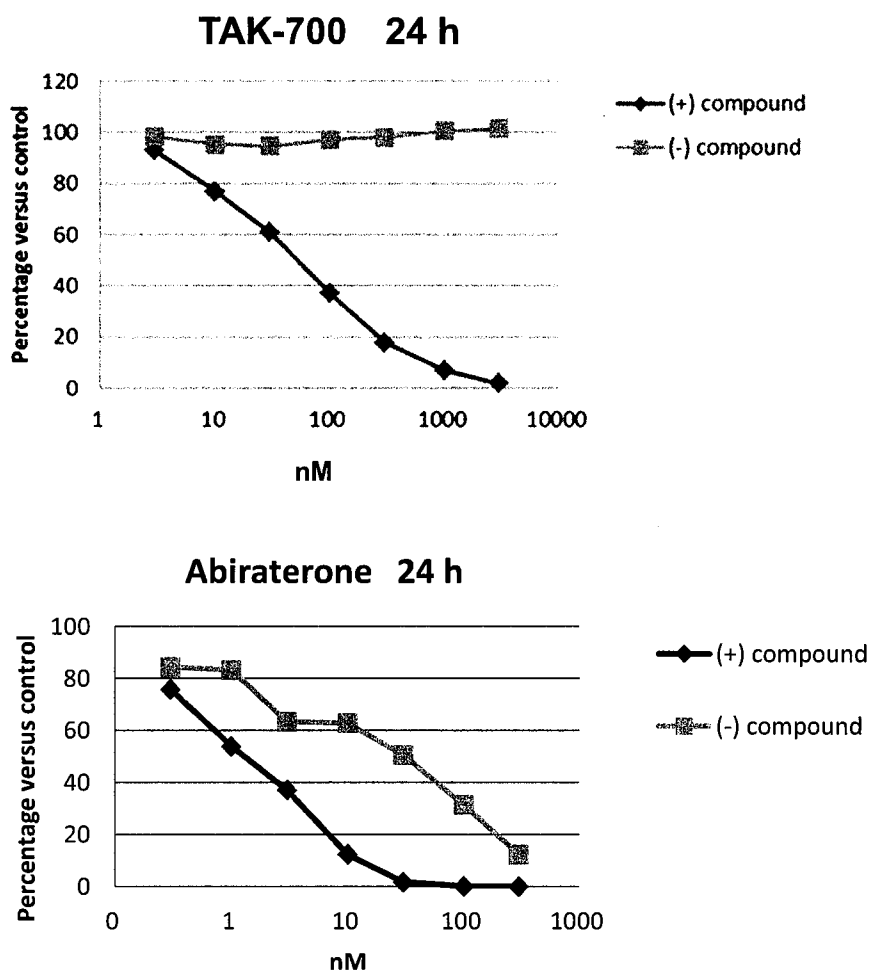 TAK-700 24 h
Percentage versus control
120
100
80
60
40
20
0
1 10 100 1000 10000
nM
(+) compound
(-) compound
Abiraterone 24 h
Percentage versus control
100
80
60
40
20
0
0 1 10 100 1000
nM
(+) compound
(-) compound